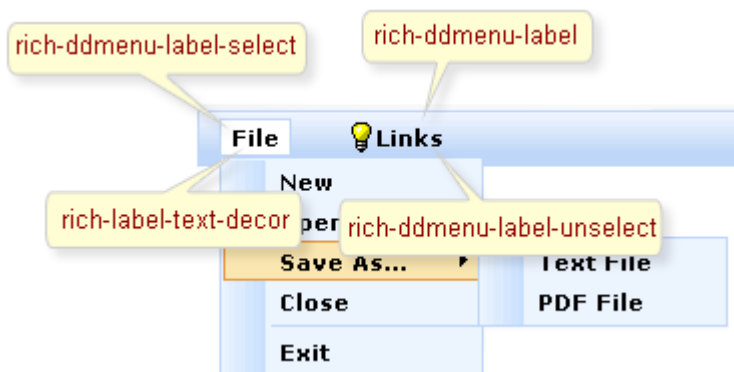 rich-ddmenu-label-select
rich-ddmenu-label
File
Links
New
rich-label-text-decor
rich-ddmenu-label-unselect
Save As...
Text File
Close
PDF File
Exit